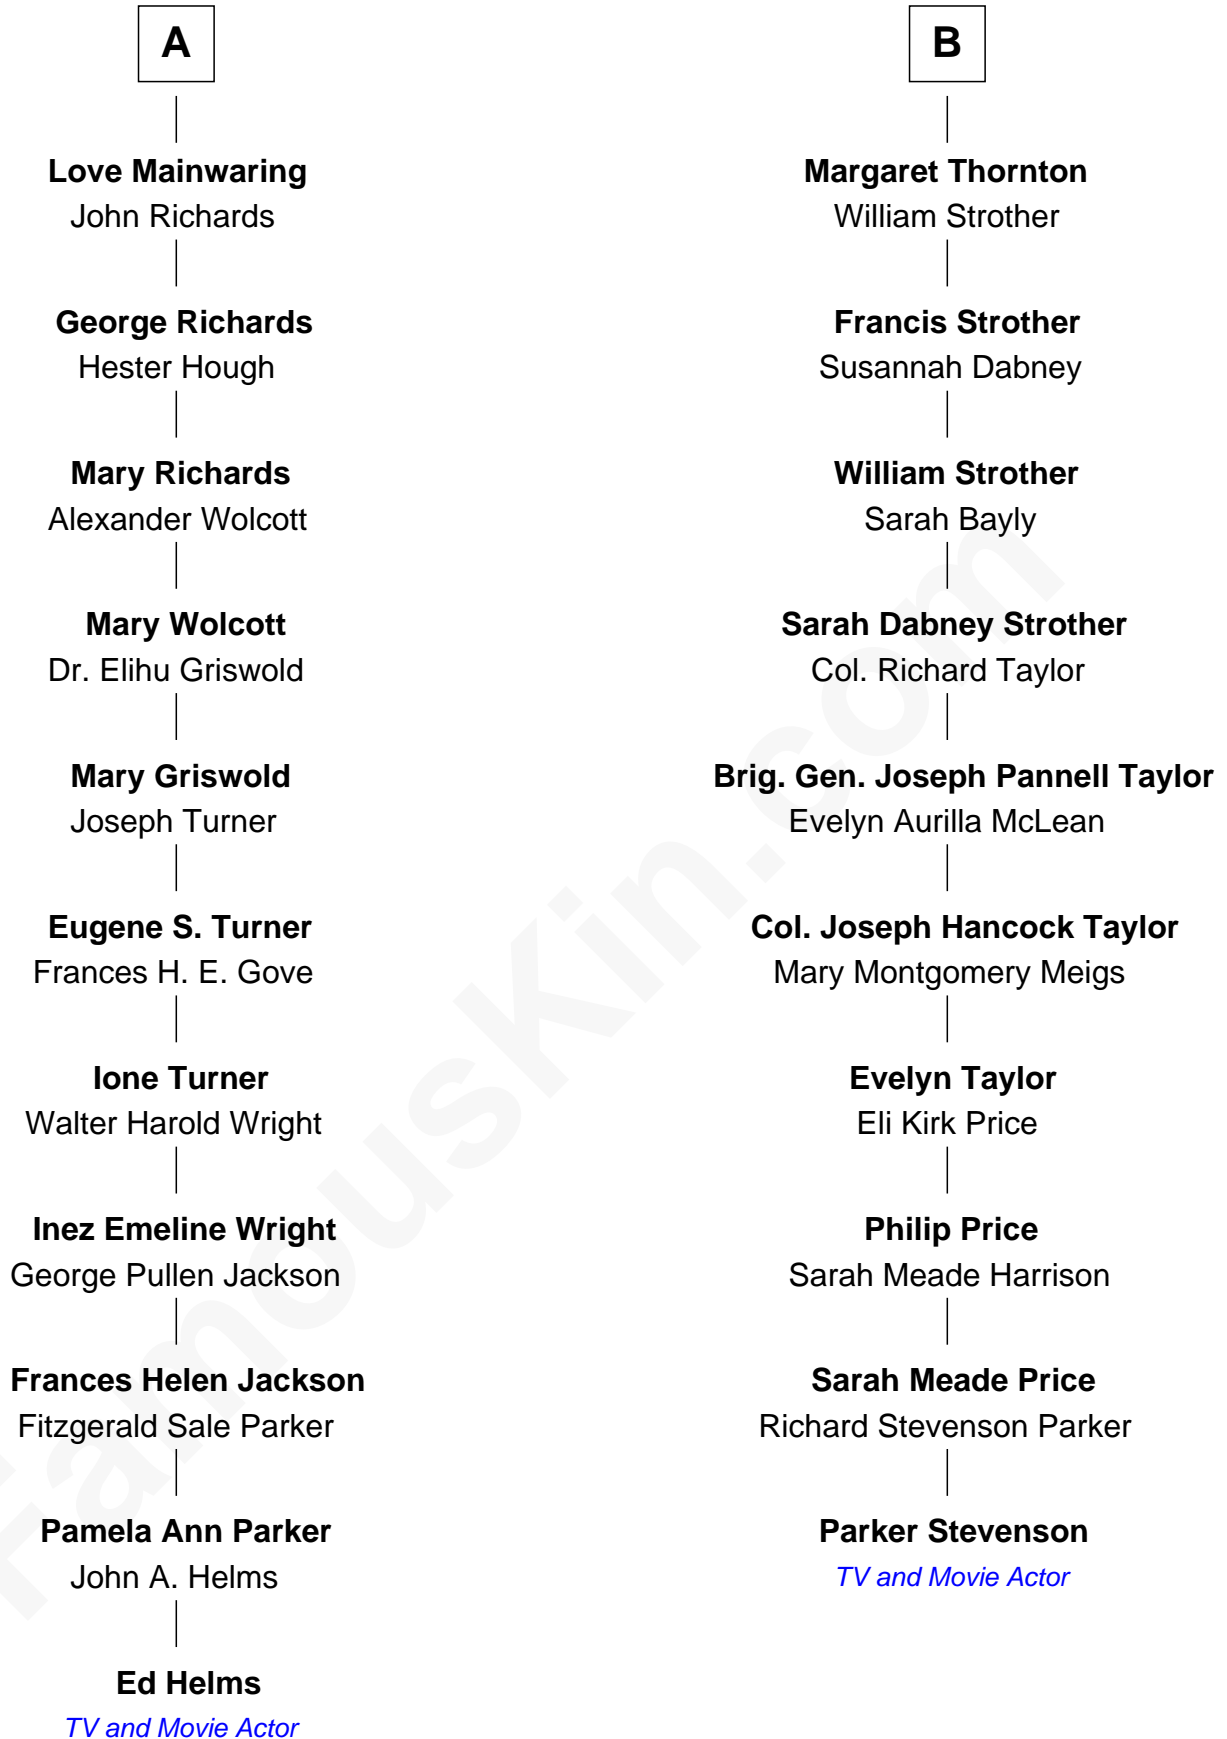 A
Love Mainwaring
John Richards
George Richards
Hester Hough
Mary Richards
Alexander Wolcott
Mary Wolcott
Dr. Elihu Griswold
Mary Griswold
Joseph Turner
Eugene S. Turner
Frances H. E. Gove
Ione Turner
Walter Harold Wright
Inez Emeline Wright
George Pullen Jackson
Frances Helen Jackson
Fitzgerald Sale Parker
Pamela Ann Parker
John A. Helms
Ed Helms
TV and Movie Actor
B
Margaret Thornton
William Strother
Francis Strother
Susannah Dabney
William Strother
Sarah Bayly
Sarah Dabney Strother
Col. Richard Taylor
Brig. Gen. Joseph Pannell Taylor
Evelyn Aurilla McLean
Col. Joseph Hancock Taylor
Mary Montgomery Meigs
Evelyn Taylor
Eli Kirk Price
Philip Price
Sarah Meade Harrison
Sarah Meade Price
Richard Stevenson Parker
Parker Stevenson
TV and Movie Actor
FamousKin.com